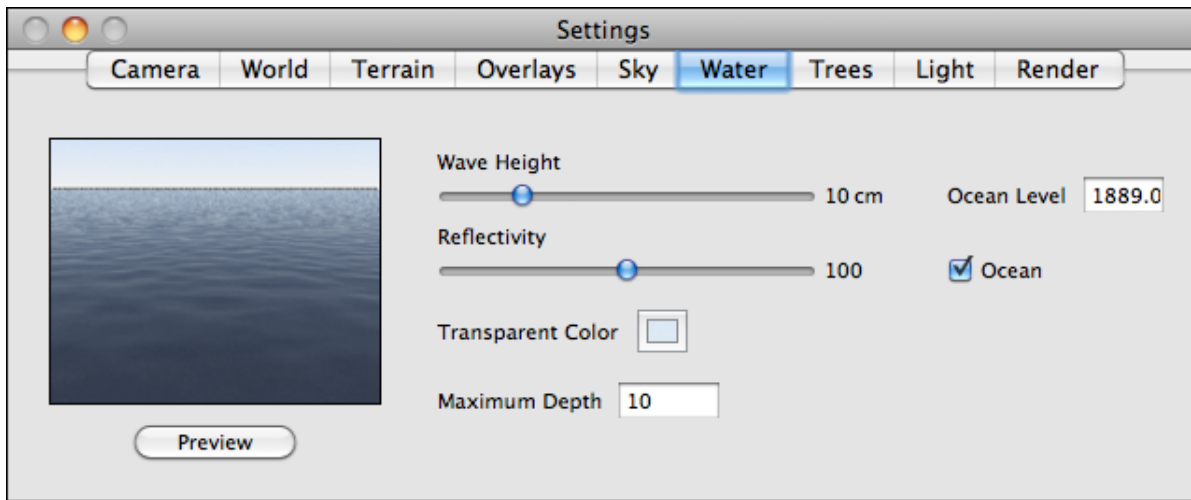 Settings
Camera World Terrain Overlays Sky Water Trees Light Render
Wave Height
10 cm Ocean Level 1889.0
Reflectivity
100 Ocean
Transparent Color
Maximum Depth 10
Preview